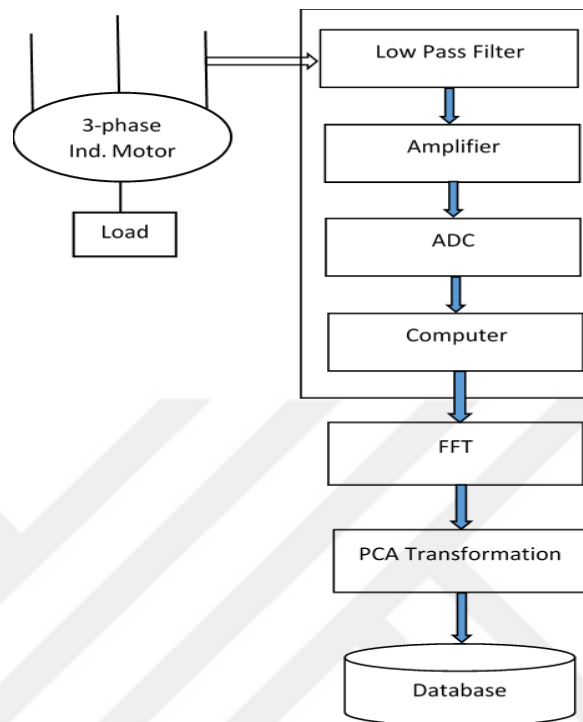 3-phase
Ind. Motor
Load
Low Pass Filter
Amplifier
ADC
Computer
FFT
PCA Transformation
Database